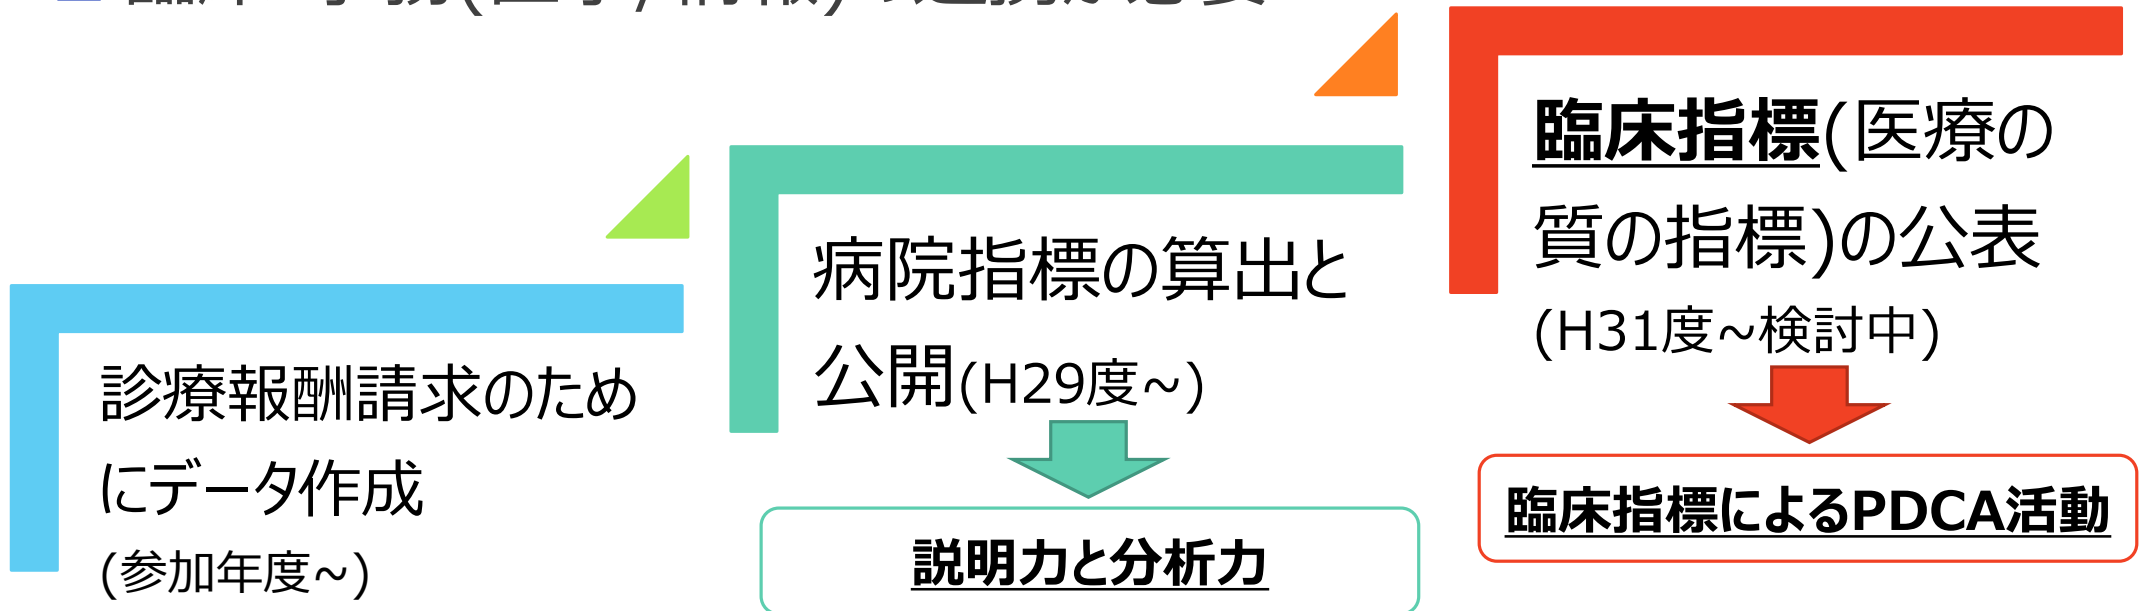 診療報酬請求のため
にデータ作成
(参加年度~)
病院指標の算出と
公開(H29度~)
説明力と分析力
臨床指標(医療の
質の指標)の公表
(H31度~検討中)
臨床指標によるPDCA活動